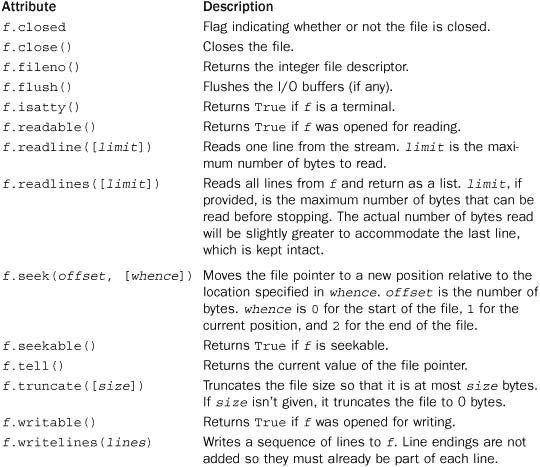 Attribute Description
f.closed Flag indicating whether or not the file is closed.
f.close() Closes the file.
f.fileno() Returns the integer file descriptor.
f.flush() Flushes the I/O buffers (if any).
f.isatty() Returns True if f is a terminal.
f.readable() Returns True if f was opened for reading.
f.readline([limit]) Reads one line from the stream. limit is the maxi-
mum number of bytes to read.
f.readlines([limit]) Reads all lines from f and return as a list. limit, if
provided, is the maximum number of bytes that can be
read before stopping. The actual number of bytes read
will be slightly greater to accommodate the last line,
which is kept intact.
f.seek(offset, [whence]) Moves the file pointer to a new position relative to the
location specified in whence. offset is the number of
bytes. whence is 0 for the start of the file, 1 for the
current position, and 2 for the end of the file.
f.seekable() Returns True if f is seekable.
f.tell() Returns the current value of the file pointer.
f.truncate([size]) Truncates the file size so that it is at most size bytes.
If size isn't given, it truncates the file to 0 bytes.
f.writable() Returns True if f was opened for writing.
f.writelines(lines) Writes a sequence of lines to f. Line endings are not
added so they must already be part of each line.